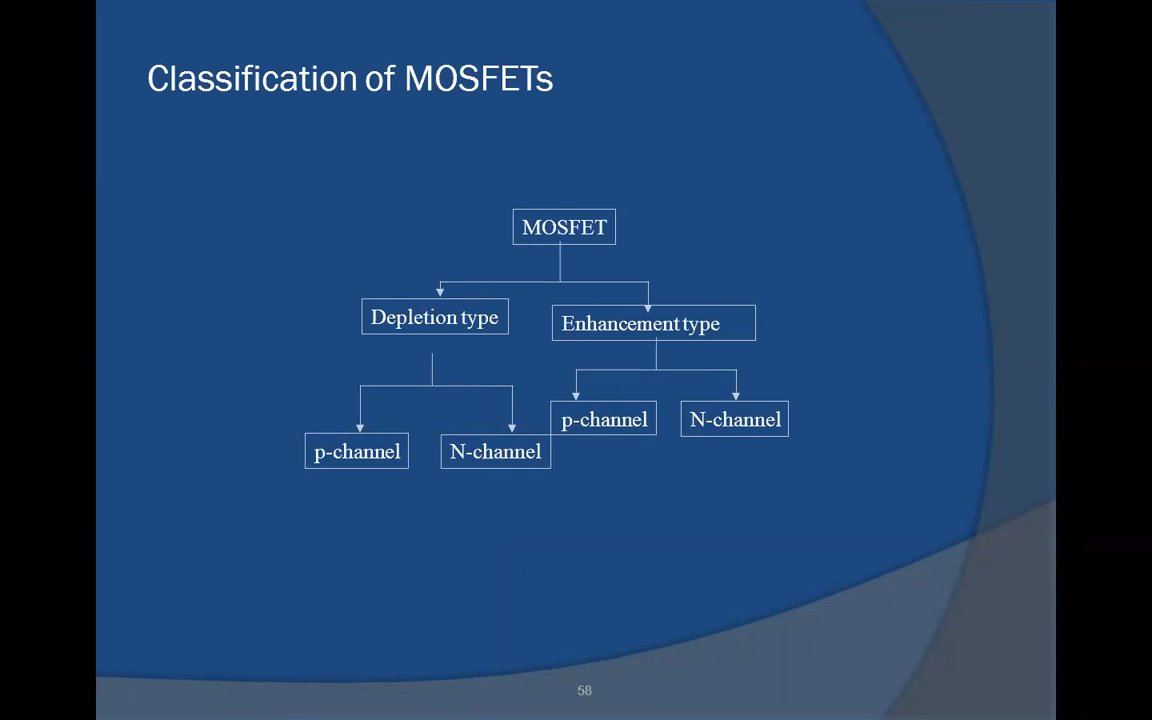 Classification of MOSFETs
MOSFET
Depletion type
Enhancement type
p-channel
N-channel
p-channel
N-channel
58